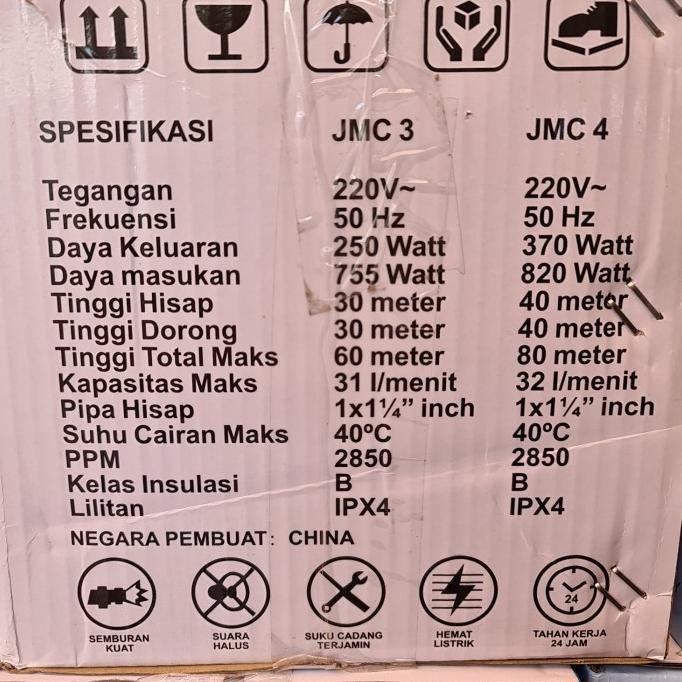 SPESIFIKASI JMC 3 JMC 4
Tegangan 220V~ 220V~
Frekuensi 50 Hz 50 Hz
Daya Keluaran 250 Watt 370 Watt
Daya masukan 755 Watt 820 Watt
Tinggi Hisap 30 meter 40 meter
Tinggi Dorong 30 meter 40 meter
Tinggi Total Maks 60 meter 80 meter
Kapasitas Maks 31 l/menit 32 l/menit
Pipa Hisap 1x1¼” inch 1x1¼” inch
Suhu Cairan Maks 40ºC 40ºC
PPM 2850 2850
Kelas Insulasi B B
Lilitan IPX4 IPX4
NEGARA PEMBUAT: CHINA
24
SEMBURAN KUAT
SUARA HALUS
SUKU CADANG TERJAMIN
HEMAT LISTRIK
TAHAN KERJA 24 JAM